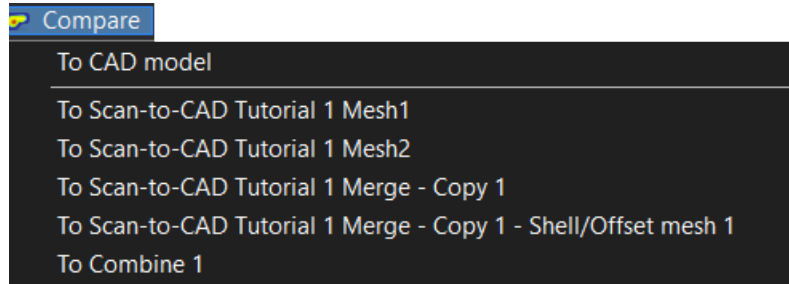 Compare
To CAD model
To Scan-to-CAD Tutorial 1 Mesh1
To Scan-to-CAD Tutorial 1 Mesh2
To Scan-to-CAD Tutorial 1 Merge - Copy 1
To Scan-to-CAD Tutorial 1 Merge - Copy 1 - Shell/Offset mesh 1
To Combine 1